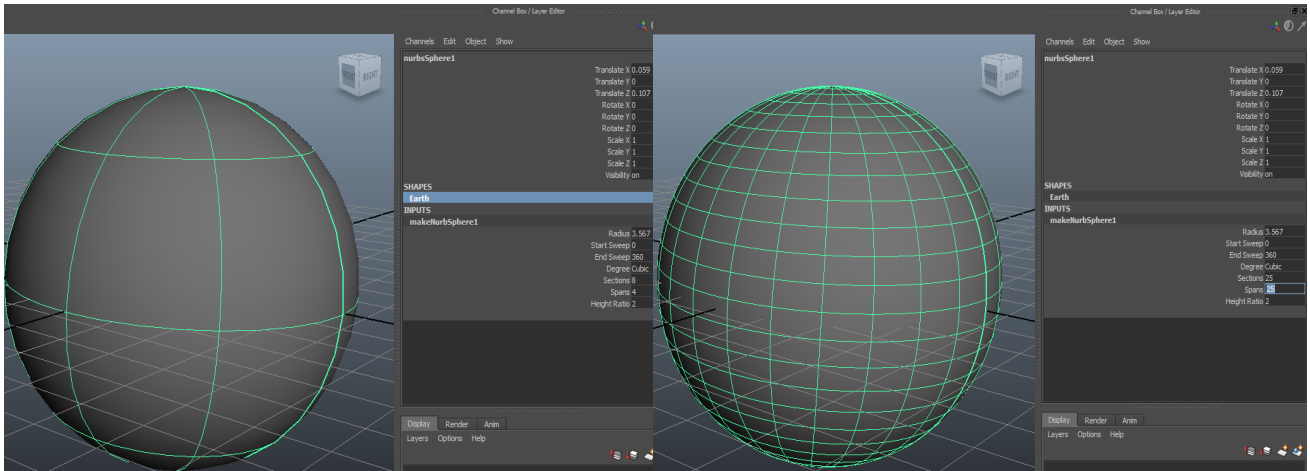 Channel Box / Layer Editor
Channels Edit Object Show
nurbsSphere1
Translate X 0.059
Translate Y 0
Translate Z 0.107
Rotate X 0
Rotate Y 0
Rotate Z 0
Scale X 1
Scale Y 1
Scale Z 1
Visibility on
SHAPES
Earth
INPUTS
makeNurbSphere1
Radius 3.567
Start Sweep 0
End Sweep 360
Degree Cubic
Sections 8
Spans 4
Height Ratio 2
Display Render Anim
Layers Options Help
FRONT RIGHT
Channel Box / Layer Editor
Channels Edit Object Show
nurbsSphere1
Translate X 0.059
Translate Y 0
Translate Z 0.107
Rotate X 0
Rotate Y 0
Rotate Z 0
Scale X 1
Scale Y 1
Scale Z 1
Visibility on
SHAPES
Earth
INPUTS
makeNurbSphere1
Radius 3.567
Start Sweep 0
End Sweep 360
Degree Cubic
Sections 25
Spans 25
Height Ratio 2
Display Render Anim
Layers Options Help
FRONT RIGHT